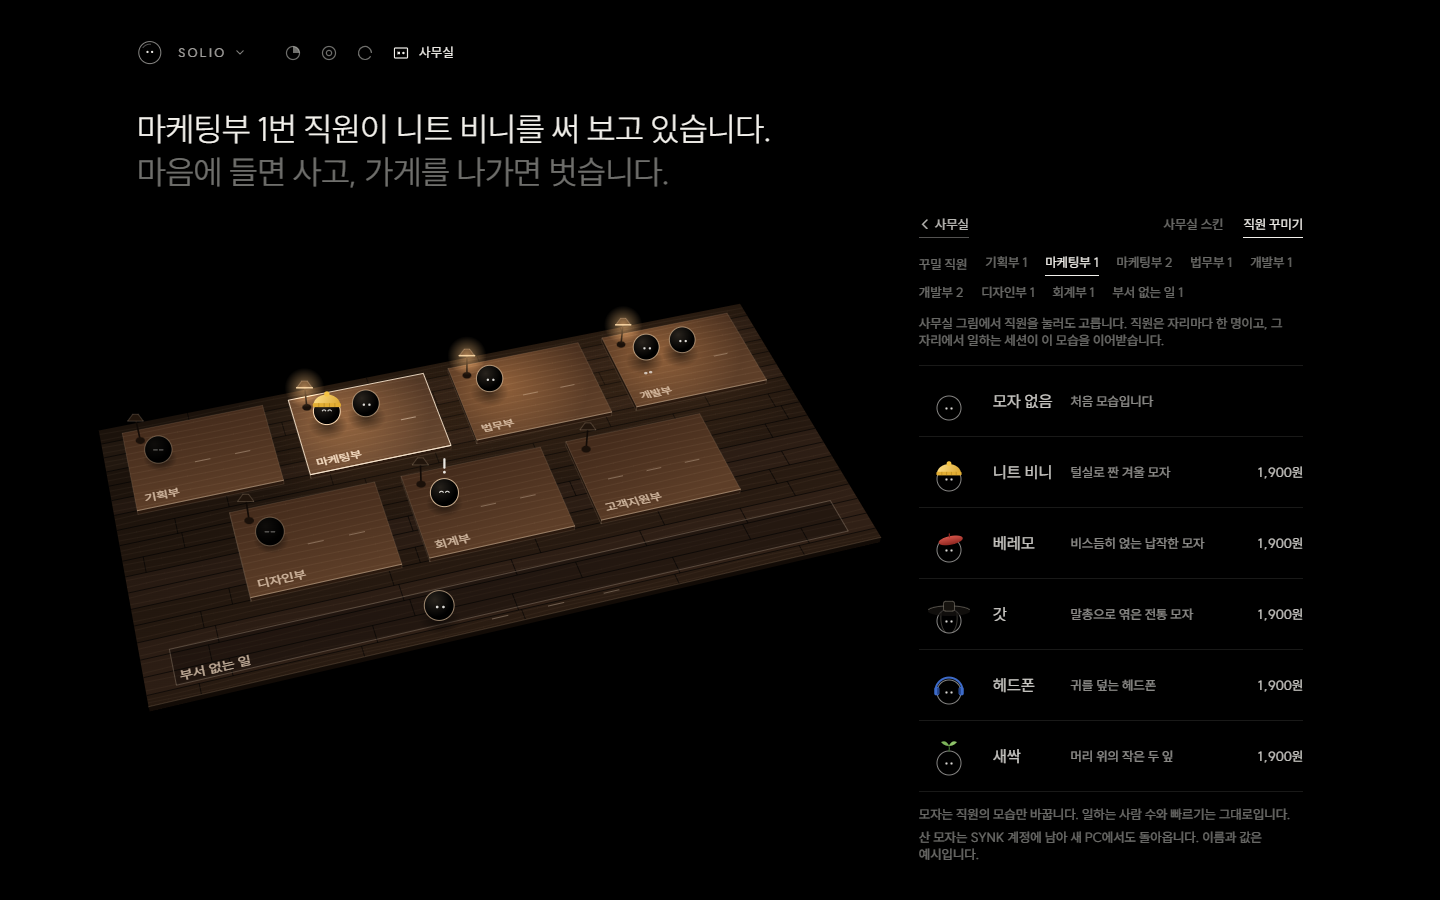 SOLIO
사무실
마케팅부 1번 직원이 니트 비니를 써 보고 있습니다.
마음에 들면 사고, 가게를 나가면 벗습니다.
사무실
사무실 스킨
직원 꾸미기
꾸밀 직원
기획부 1
마케팅부 1
마케팅부 2
법무부 1
개발부 1
개발부 2
디자인부 1
회계부 1
부서 없는 일 1
사무실 그림에서 직원을 눌러도 고릅니다. 직원은 자리마다 한 명이고, 그
자리에서 일하는 세션이 이 모습을 이어받습니다.
모자 없음
처음 모습입니다
니트 비니
털실로 짠 겨울 모자
1,900원
베레모
비스듬히 얹는 납작한 모자
1,900원
갓
말총으로 엮은 전통 모자
1,900원
헤드폰
귀를 덮는 헤드폰
1,900원
새싹
머리 위의 작은 두 잎
1,900원
모자는 직원의 모습만 바꿉니다. 일하는 사람 수와 빠르기는 그대로입니다.
산 모자는 SYNK 계정에 남아 새 PC에서도 돌아옵니다. 이름과 값은
예시입니다.
기획부
마케팅부
법무부
개발부
디자인부
회계부
!
고객지원부
부서 없는 일